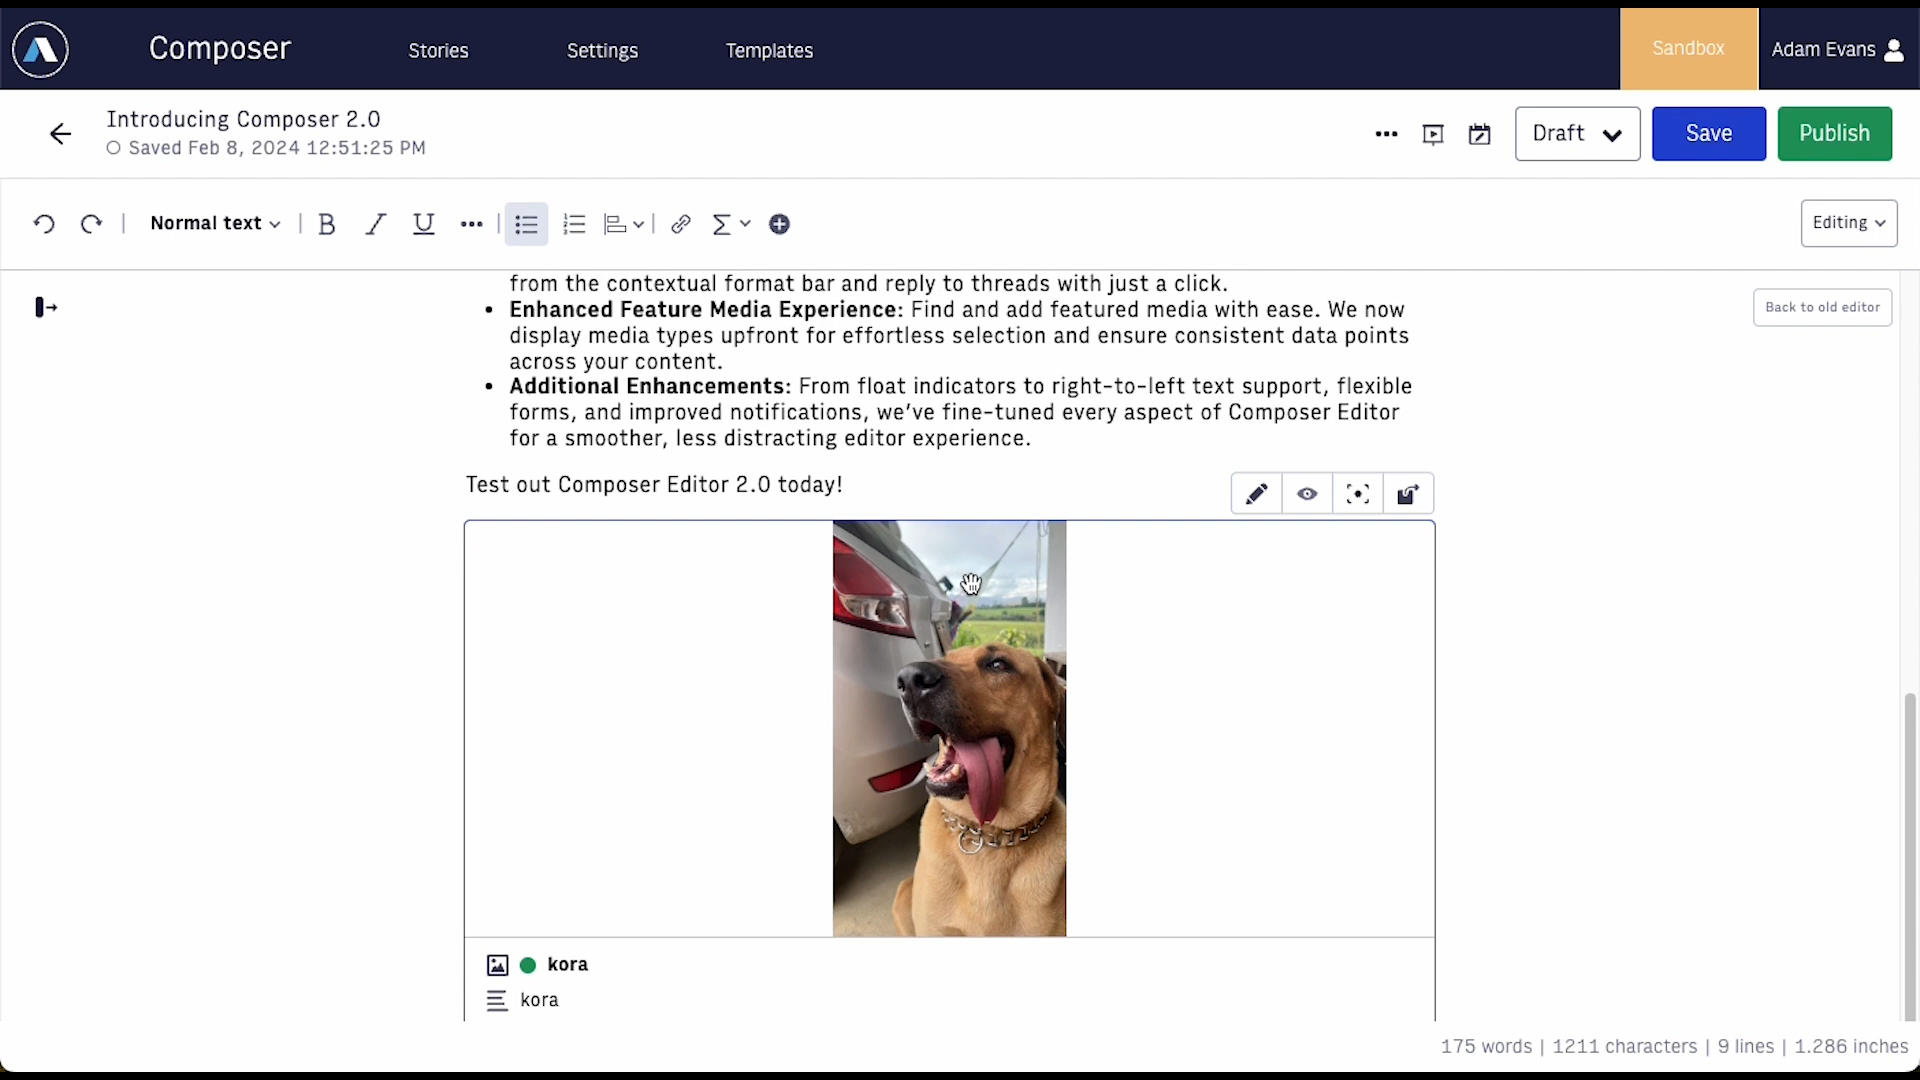 Composer
Stories
Settings
Templates
Sandbox
Adam Evans
Introducing Composer 2.0
Saved Feb 8, 2024 12:51:25 PM
Draft
Save
Publish
Normal text
B
I
U
Editing
Back to old editor
from the contextual format bar and reply to threads with just a click.
• Enhanced Feature Media Experience: Find and add featured media with ease. We now
display media types upfront for effortless selection and ensure consistent data points
across your content.
• Additional Enhancements: From float indicators to right-to-left text support, flexible
forms, and improved notifications, we've fine-tuned every aspect of Composer Editor
for a smoother, less distracting editor experience.
Test out Composer Editor 2.0 today!
kora
kora
175 words | 1211 characters | 9 lines | 1.286 inches